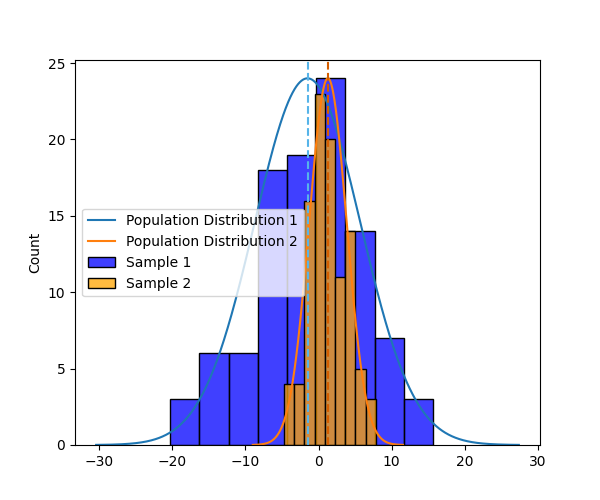 25
20
15
10
5
0
Count
Population Distribution 1
Population Distribution 2
Sample 1
Sample 2
−30 −20 −10 0 10 20 30